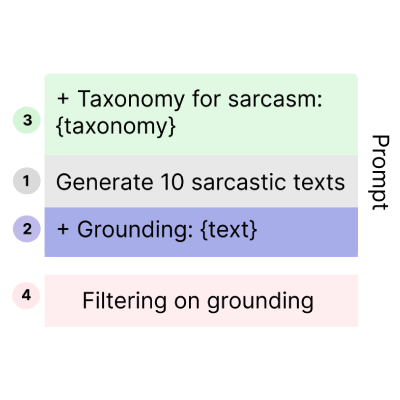 3
+ Taxonomy for sarcasm:
{taxonomy}
1
Generate 10 sarcastic texts
2
+ Grounding: {text}
Prompt
4
Filtering on grounding